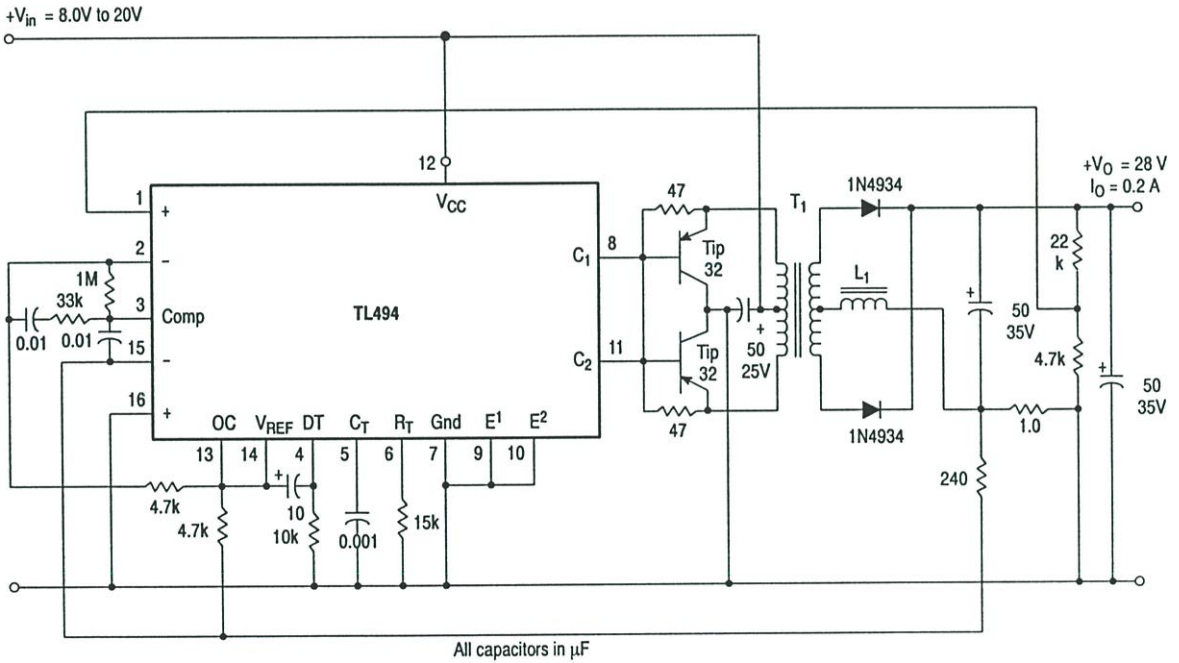 +Vin = 8.0V to 20V
12
+VO = 28 V
IO = 0.2 A
1N4934
47
T1
1
+
VCC
22
k
2
−
C1
8
Tip
32
1M
L1
33k
3
Comp
TL494
+
50
35V
0.01
0.01
15
−
C2
11
Tip
32
+
50
25V
4.7k
+
50
35V
16
+
OC
VREF
DT
CT
RT
Gnd
E1
E2
47
1N4934
1.0
13
14
4
5
6
7
9
10
+
240
4.7k
4.7k
10
10k
0.001
15k
All capacitors in μF